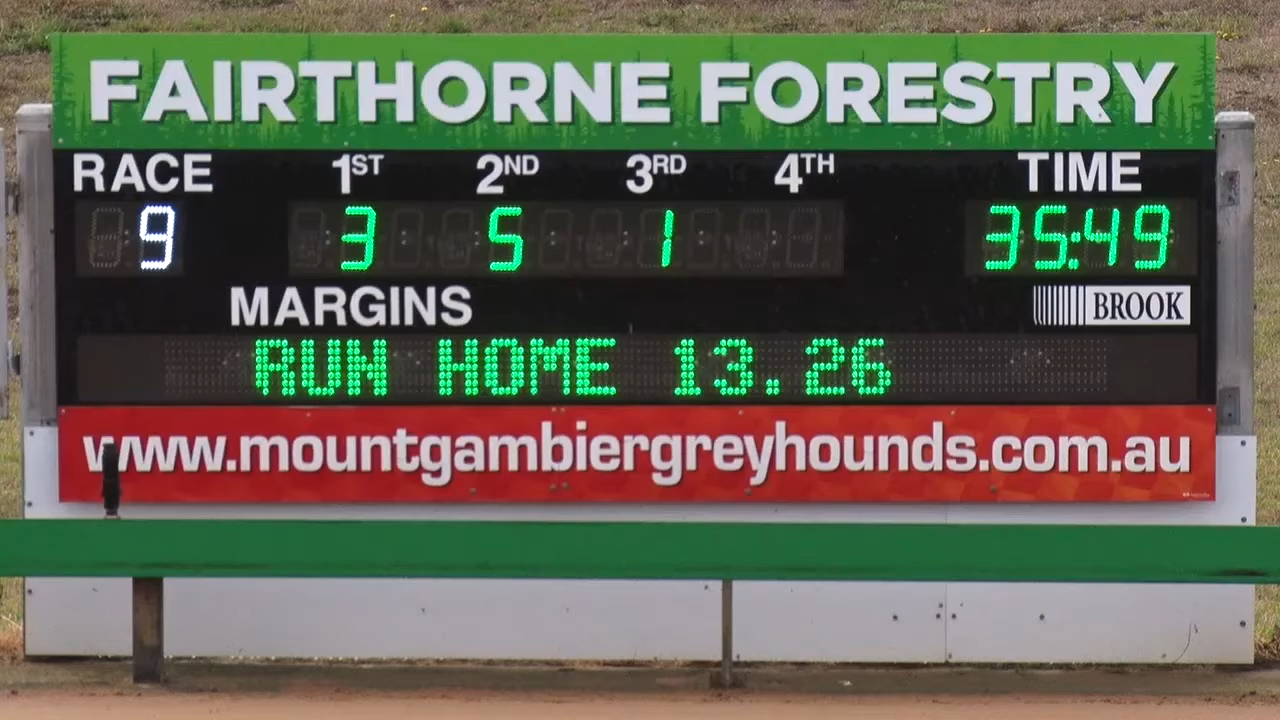 FAIRTHORNE FORESTRY
RACE 1ST 2ND 3RD 4TH TIME
9 3 5 1 35:49
MARGINS BROOK
RUN HOME 13.26
www.mountgambiergreyhounds.com.au